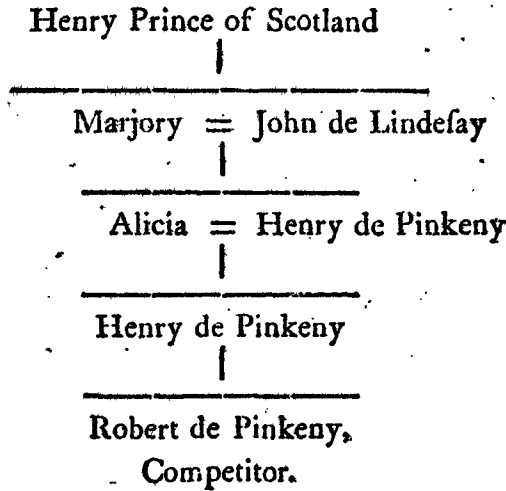 Henry Prince of Scotland
Marjory = John de Lindeſay
Alicia = Henry de Pinkeny
Henry de Pinkeny
Robert de Pinkeny,
Competitor.